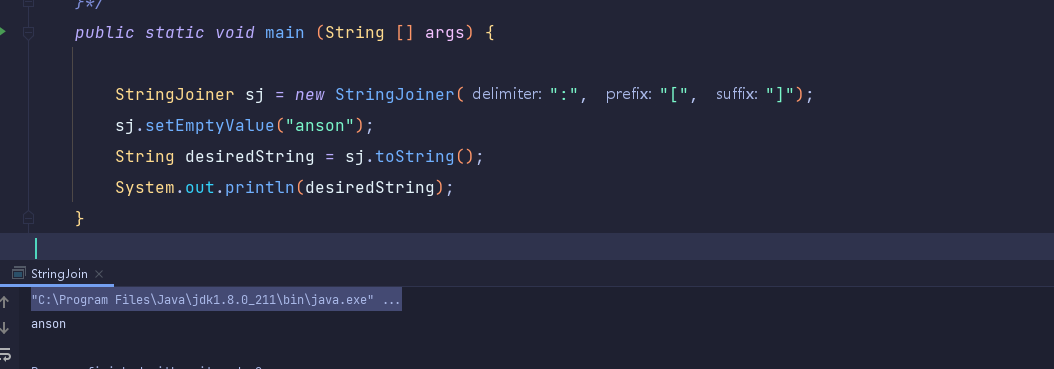 }*/
public static void main (String [] args) {
StringJoiner sj = new StringJoiner( delimiter: ":", prefix: "[", suffix: "]");
sj.setEmptyValue("anson");
String desiredString = sj.toString();
System.out.println(desiredString);
}
StringJoin ×
"C:\Program Files\Java\jdk1.8.0_211\bin\java.exe" ...
anson